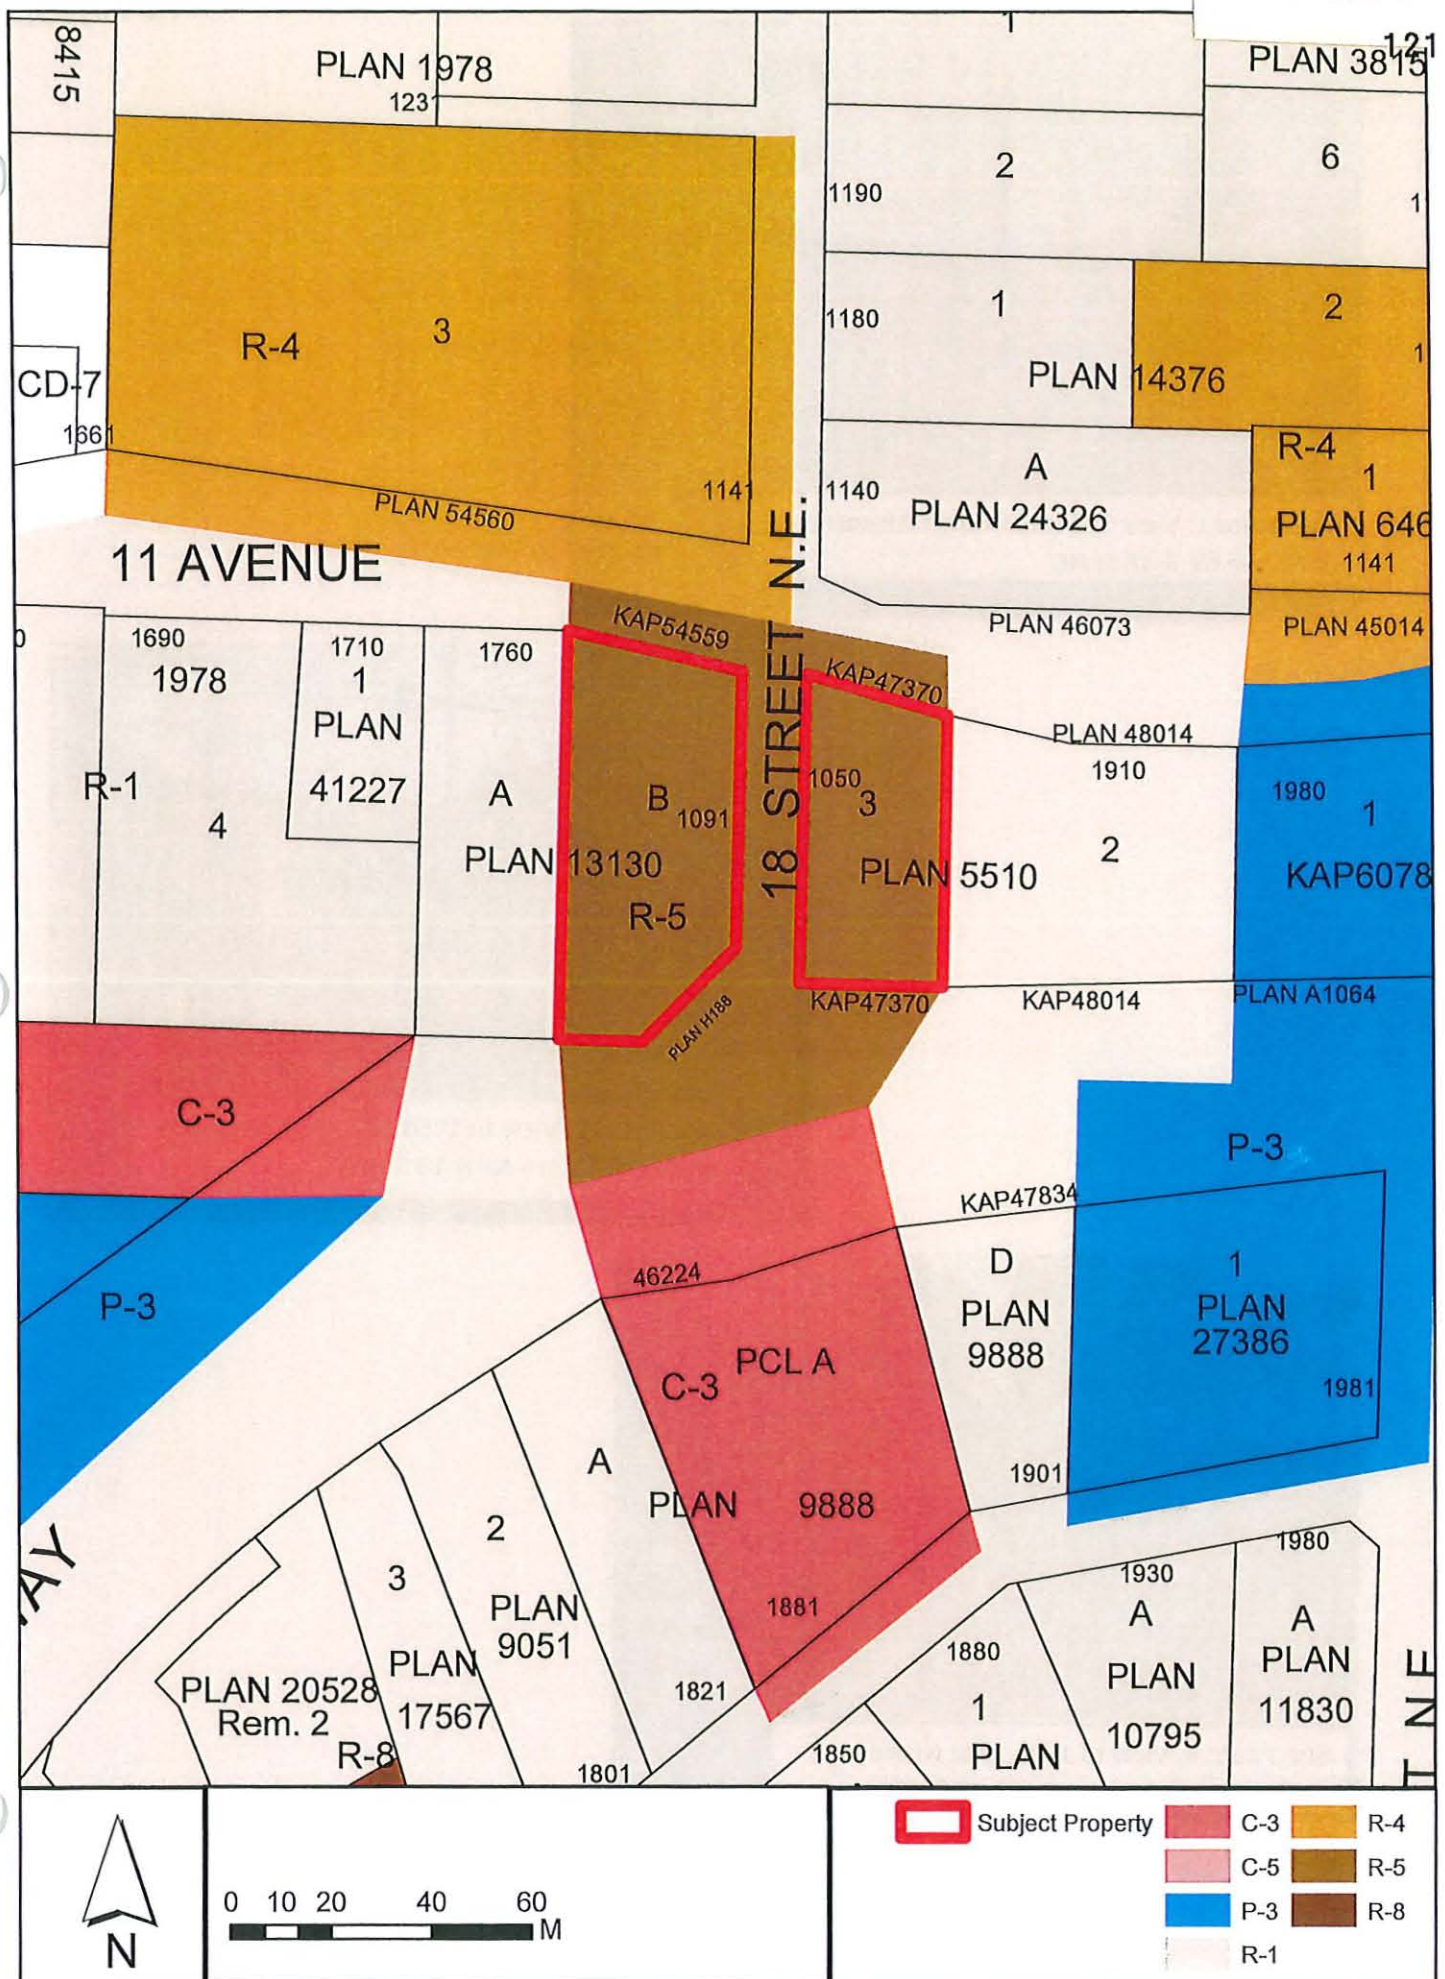 121
8415
PLAN 1978
1231
PLAN 3815
2
6
1190
1
1180
2
R-4
3
PLAN 14376
CD-7
1661
R-4
A
1
1141
1140
PLAN 24326
PLAN 54560
PLAN 646
1141
11 AVENUE
18 STREET N.E.
KAP54559
PLAN 46073
PLAN 45014
1690
1978
1710
1
PLAN
41227
1760
KAP47370
PLAN 48014
1910
1050
3
R-1
4
A
B
1091
1980
1
2
PLAN 13130
PLAN 5510
KAP6078
R-5
KAP47370
KAP48014
PLAN A1064
PLAN H188
C-3
P-3
KAP47834
P-3
46224
D
PLAN
9888
1
PLAN
27386
1981
C-3
PCL A
A
PLAN 9888
1901
2
PLAN
9051
3
PLAN
17567
1881
1980
1930
A
PLAN
10795
A
PLAN
11830
1880
1
PLAN
PLAN 20528
Rem. 2
R-8
1821
1801
1850
T NE
N
0 10 20 40 60
M
Subject Property
C-3
R-4
C-5
R-5
P-3
R-8
R-1